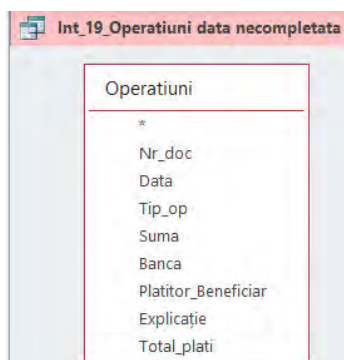 Int_19_Operatiuni data necompletata
Operatiuni
*
Nr_doc
Data
Tip_op
Suma
Banca
Platitor_Beneficiar
Explicație
Total_plati